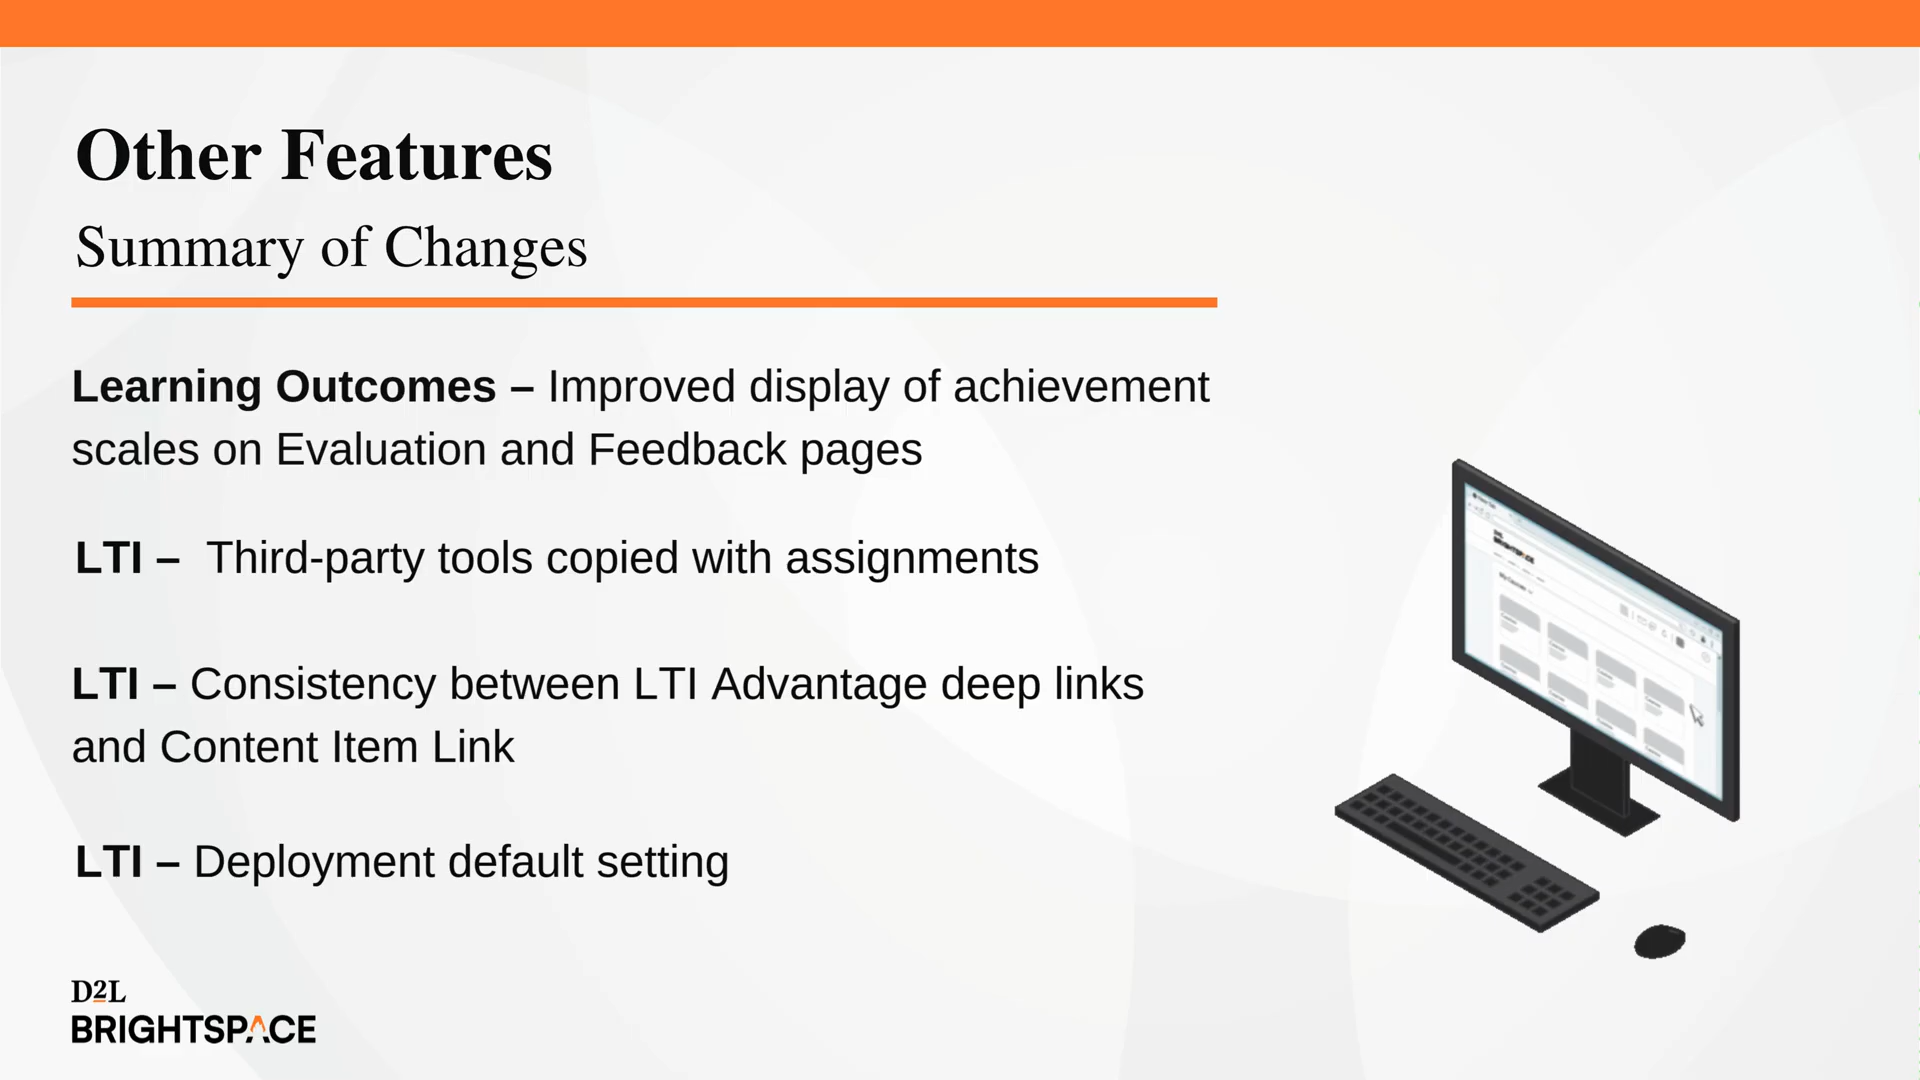 Other Features
Summary of Changes
Learning Outcomes – Improved display of achievement
scales on Evaluation and Feedback pages
LTI – Third-party tools copied with assignments
LTI – Consistency between LTI Advantage deep links
and Content Item Link
LTI – Deployment default setting
D2L
BRIGHTSPACE
BRIGHTSPACE